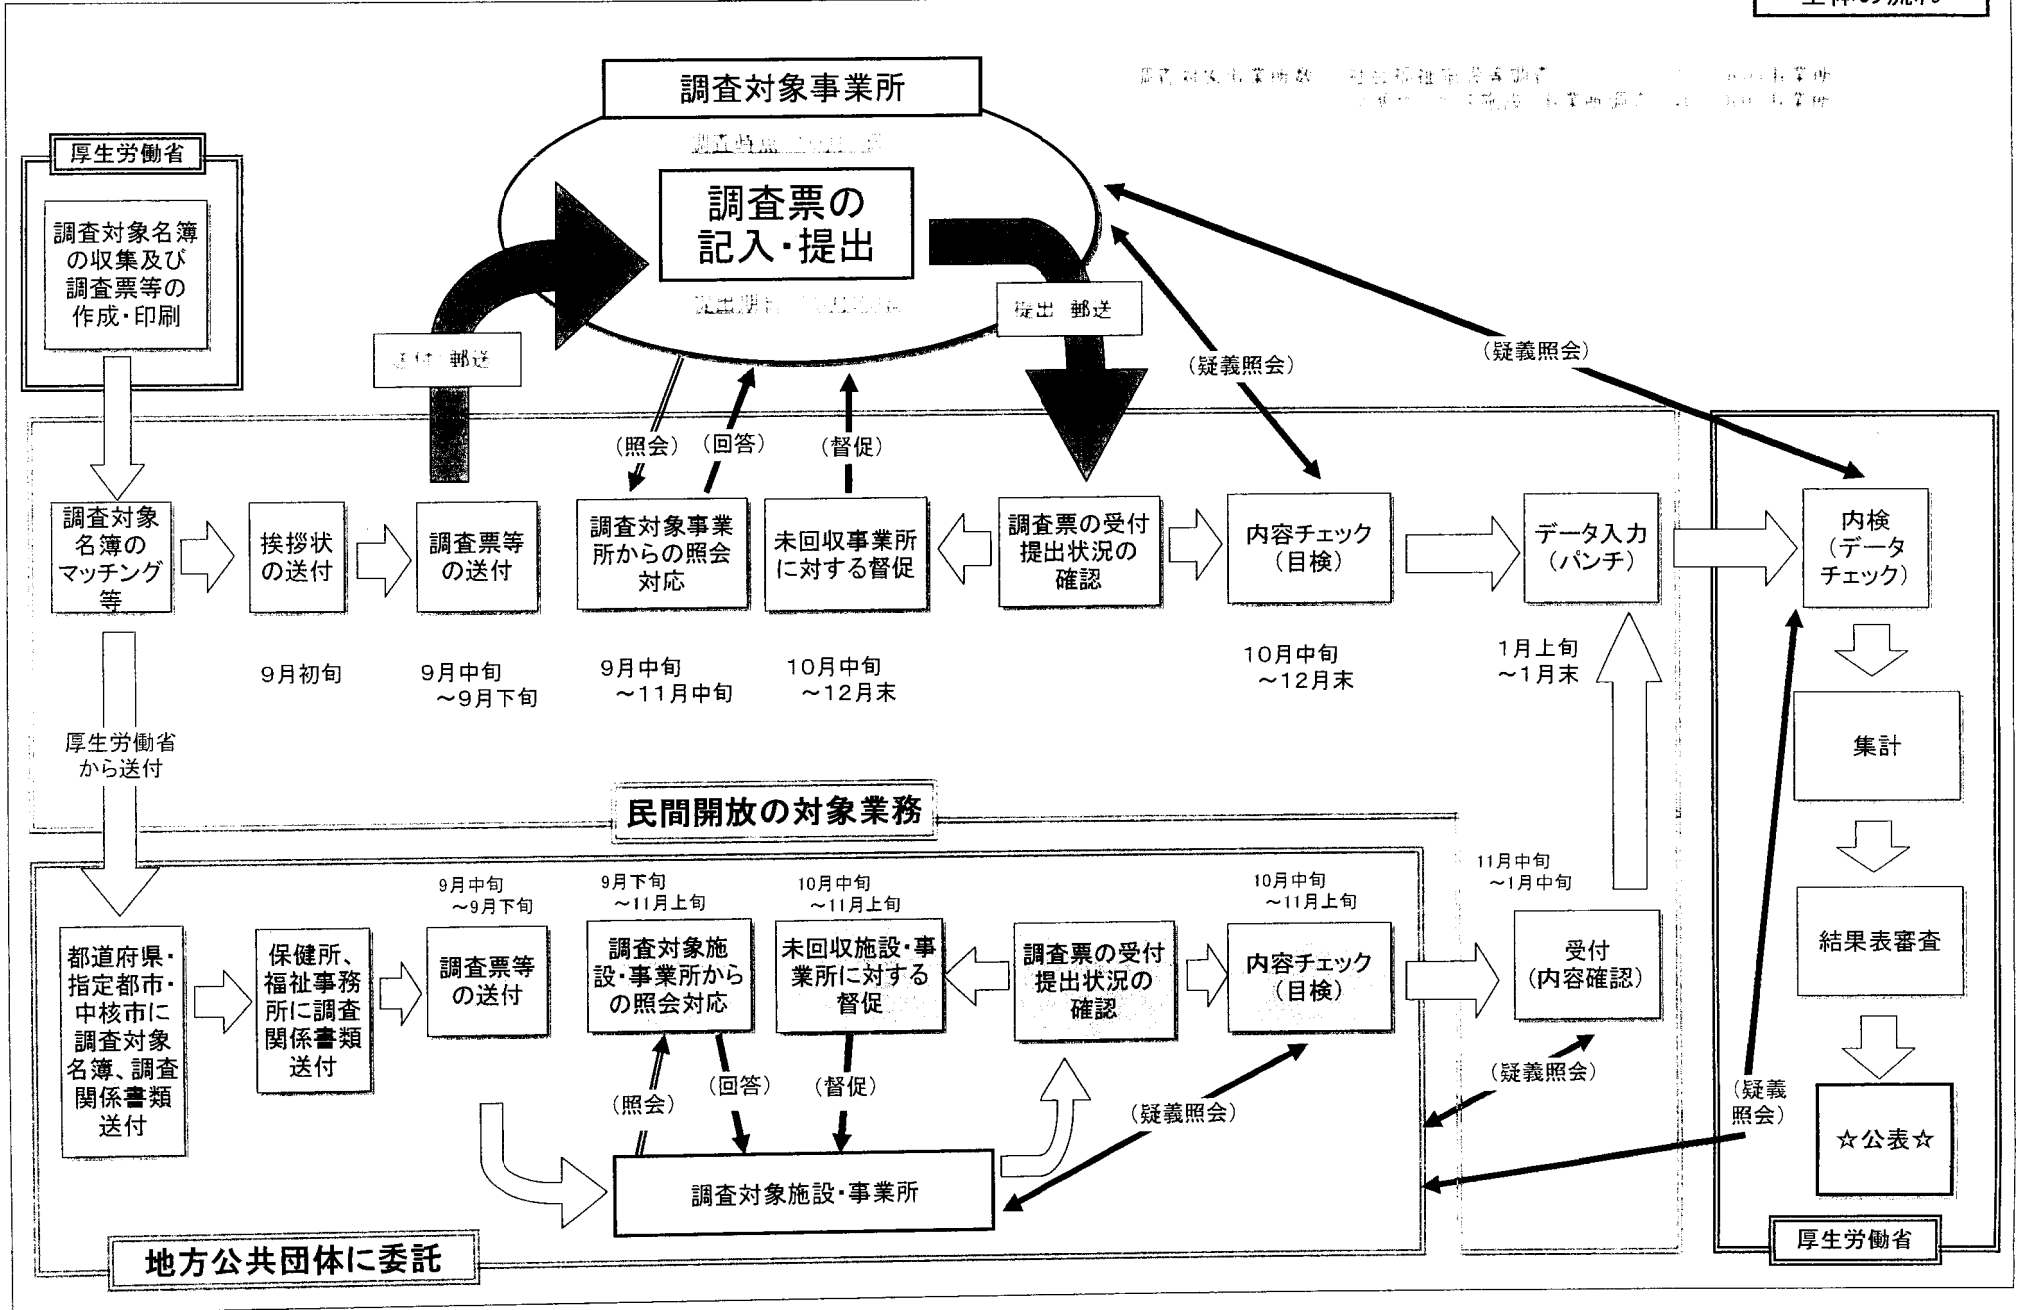 調査対象事業所
厚生労働省
調査対象名簿
の収集及び
調査票等の
作成・印刷
調査票の
記入・提出
郵送
提出 郵送
(疑義照会)
(疑義照会)
(照会)
(回答)
(督促)
調査対象
名簿の
マッチング
等
挨拶状
の送付
調査票等
の送付
調査対象事業
所からの照会
対応
未回収事業所
に対する督促
調査票の受付
提出状況の
確認
内容チェック
(目検)
データ入力
(パンチ)
内検
(データ
チェック)
9月初旬
9月中旬
~9月下旬
9月中旬
~11月中旬
10月中旬
~12月末
10月中旬
~12月末
1月上旬
~1月末
厚生労働省
から送付
集計
民間開放の対象業務
9月中旬
~9月下旬
9月下旬
~11月上旬
10月中旬
~11月上旬
10月中旬
~11月上旬
11月中旬
~1月中旬
都道府県・
指定都市・
中核市に
調査対象
名簿、調査
関係書類
送付
保健所、
福祉事務
所に調査
関係書類
送付
調査票等
の送付
調査対象施
設・事業所から
の照会対応
未回収施設・事
業所に対する
督促
調査票の受付
提出状況の
確認
内容チェック
(目検)
受付
(内容確認)
結果表審査
(照会)
(回答)
(督促)
(疑義照会)
(疑義照会)
(疑義
照会)
☆公表☆
調査対象施設・事業所
地方公共団体に委託
厚生労働省